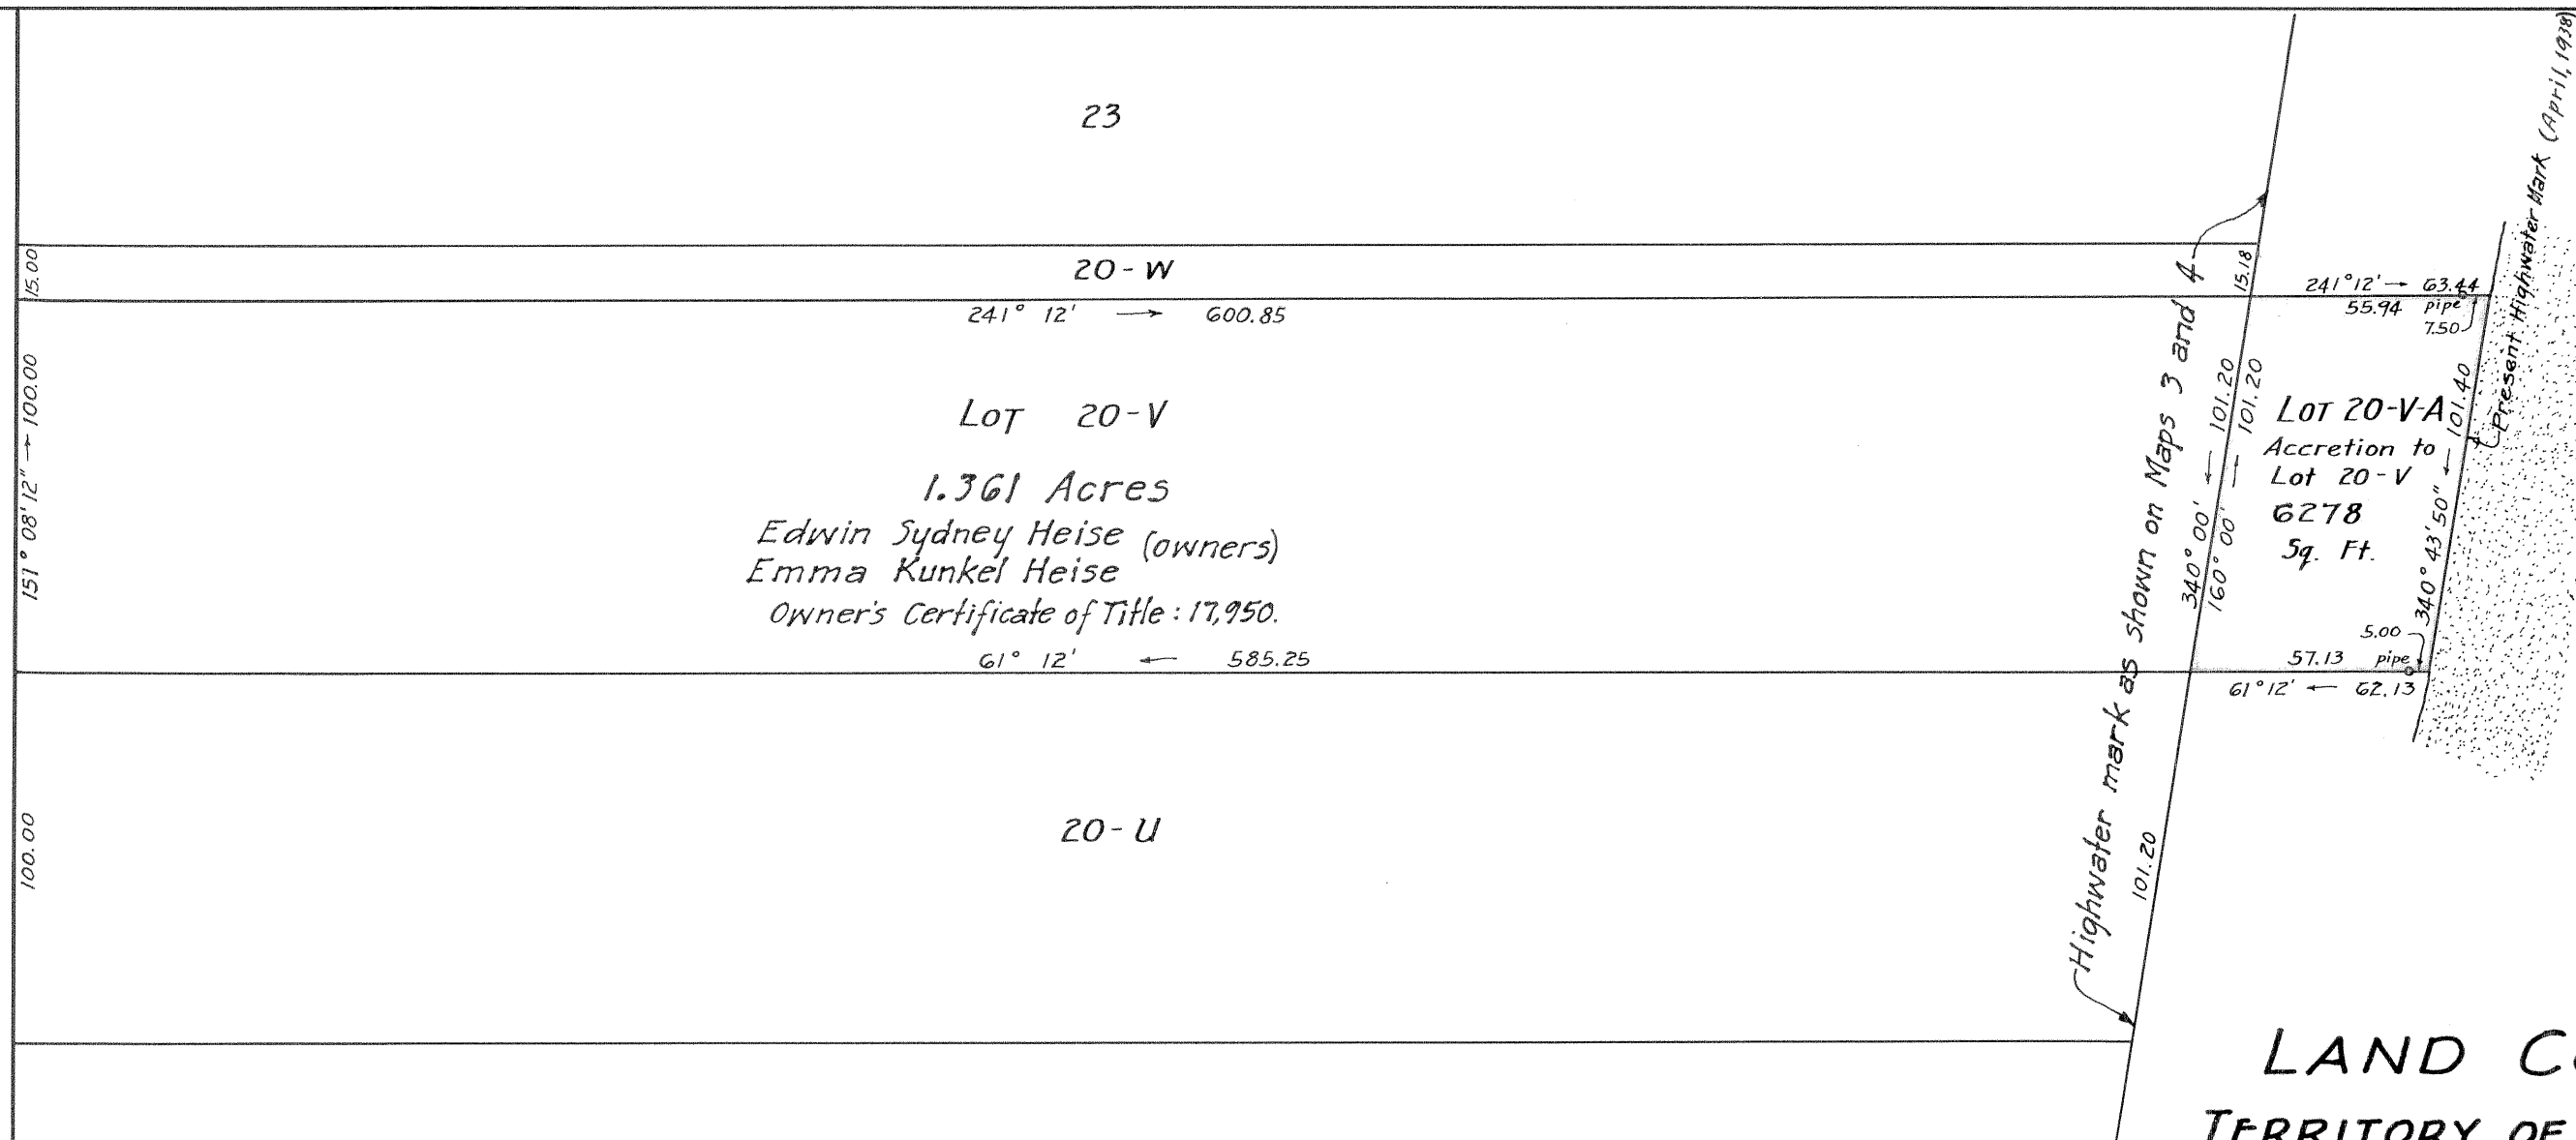 23
15.00
20-W
15.18
241° 12' → 600.85
241°12' → 63.44
55.94 pipe
7.50
Present Highwater Mark (April, 1938)
151° 08' 12" → 100.00
Lot 20-V
1.361 Acres
Edwin Sydney Heise (owners)
Emma Kunkel Heise
Owner's Certificate of Title : 17,950.
61° 12' ← 585.25
Highwater mark as shown on Maps 3 and 4
340° 00' ← 101.20
160° 00' → 101.20
LOT 20-V-A
Accretion to
Lot 20-V
6278
Sq. Ft.
340° 43' 50" ← 101.40
5.00
57.13 pipe
61°12' ← 62.13
100.00
20-U
101.20
LAND C
TERRITORY OF